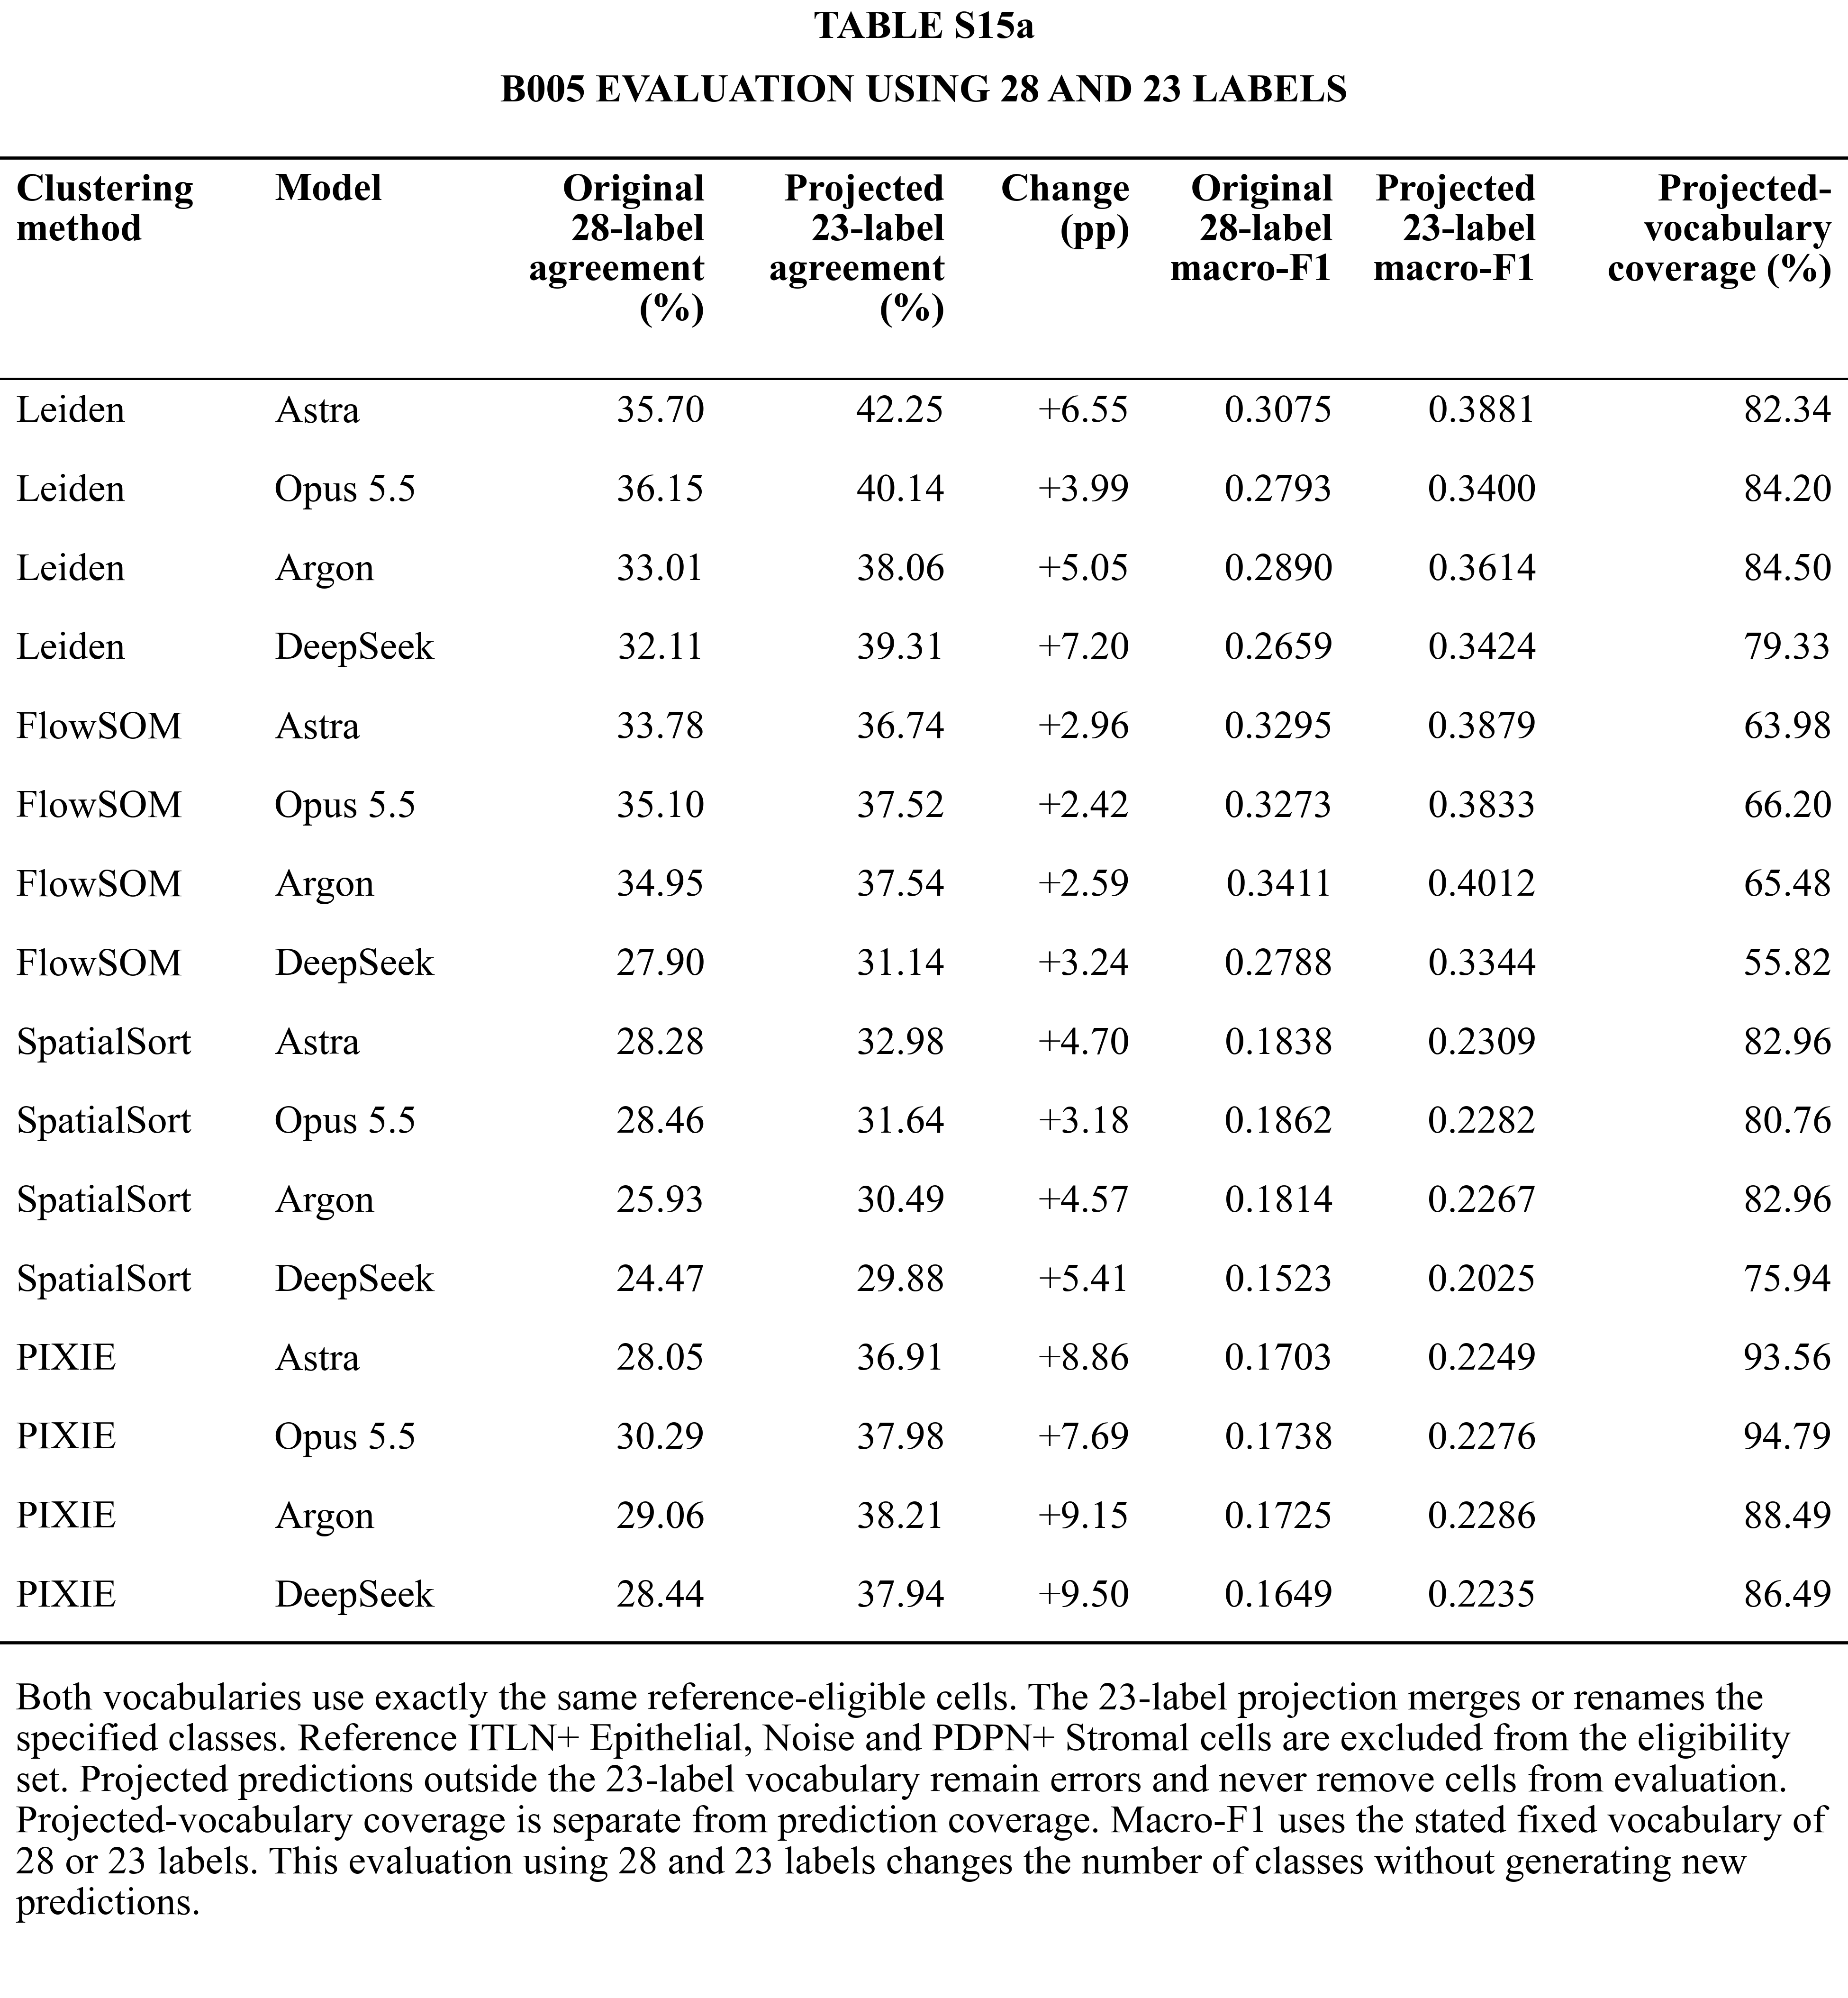 TABLE S15a
B005 EVALUATION USING 28 AND 23 LABELS
Clustering method Model Original 28-label agreement (%) Projected 23-label agreement (%) Change (pp) Original 28-label macro-F1 Projected 23-label macro-F1 Projected-vocabulary coverage (%)
Leiden Astra 35.70 42.25 +6.55 0.3075 0.3881 82.34
Leiden Opus 5.5 36.15 40.14 +3.99 0.2793 0.3400 84.20
Leiden Argon 33.01 38.06 +5.05 0.2890 0.3614 84.50
Leiden DeepSeek 32.11 39.31 +7.20 0.2659 0.3424 79.33
FlowSOM Astra 33.78 36.74 +2.96 0.3295 0.3879 63.98
FlowSOM Opus 5.5 35.10 37.52 +2.42 0.3273 0.3833 66.20
FlowSOM Argon 34.95 37.54 +2.59 0.3411 0.4012 65.48
FlowSOM DeepSeek 27.90 31.14 +3.24 0.2788 0.3344 55.82
SpatialSort Astra 28.28 32.98 +4.70 0.1838 0.2309 82.96
SpatialSort Opus 5.5 28.46 31.64 +3.18 0.1862 0.2282 80.76
SpatialSort Argon 25.93 30.49 +4.57 0.1814 0.2267 82.96
SpatialSort DeepSeek 24.47 29.88 +5.41 0.1523 0.2025 75.94
PIXIE Astra 28.05 36.91 +8.86 0.1703 0.2249 93.56
PIXIE Opus 5.5 30.29 37.98 +7.69 0.1738 0.2276 94.79
PIXIE Argon 29.06 38.21 +9.15 0.1725 0.2286 88.49
PIXIE DeepSeek 28.44 37.94 +9.50 0.1649 0.2235 86.49
Both vocabularies use exactly the same reference-eligible cells. The 23-label projection merges or renames the
specified classes. Reference ITLN+ Epithelial, Noise and PDPN+ Stromal cells are excluded from the eligibility
set. Projected predictions outside the 23-label vocabulary remain errors and never remove cells from evaluation.
Projected-vocabulary coverage is separate from prediction coverage. Macro-F1 uses the stated fixed vocabulary of
28 or 23 labels. This evaluation using 28 and 23 labels changes the number of classes without generating new
predictions.